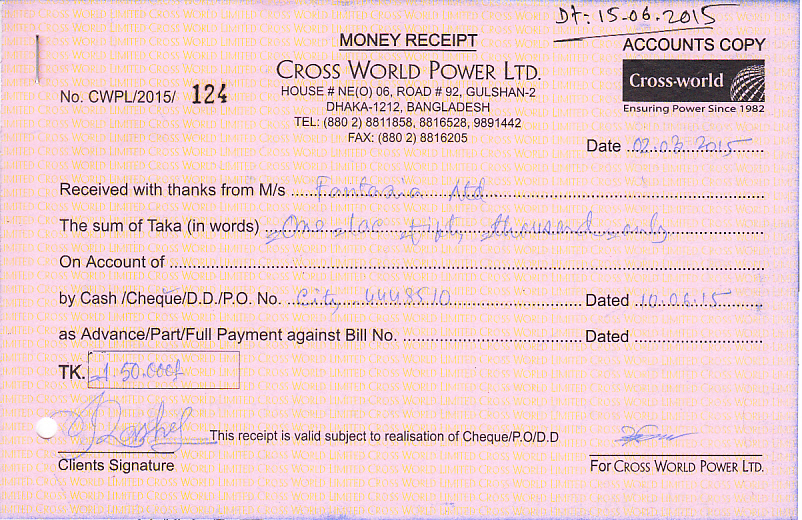 Dt- 15.06.2015
MONEY RECEIPT
ACCOUNTS COPY
CROSS WORLD POWER LTD.
Cross-world
Ensuring Power Since 1982
No. CWPL/2015/ 124
HOUSE # NE(O) 06, ROAD # 92, GULSHAN-2
DHAKA-1212, BANGLADESH
TEL: (880 2) 8811858, 8816528, 9891442
FAX: (880 2) 8816205
Date 02.03.2015
Received with thanks from M/s Fantasia Ltd
The sum of Taka (in words) One lac fifty thousand only
On Account of
by Cash /Cheque/D.D./P.O. No. City 4448510 Dated 10.06.15
as Advance/Part/Full Payment against Bill No. Dated
TK. 1.50.000/
This receipt is valid subject to realisation of Cheque/P.O/D.D
Clients Signature
For CROSS WORLD POWER LTD.